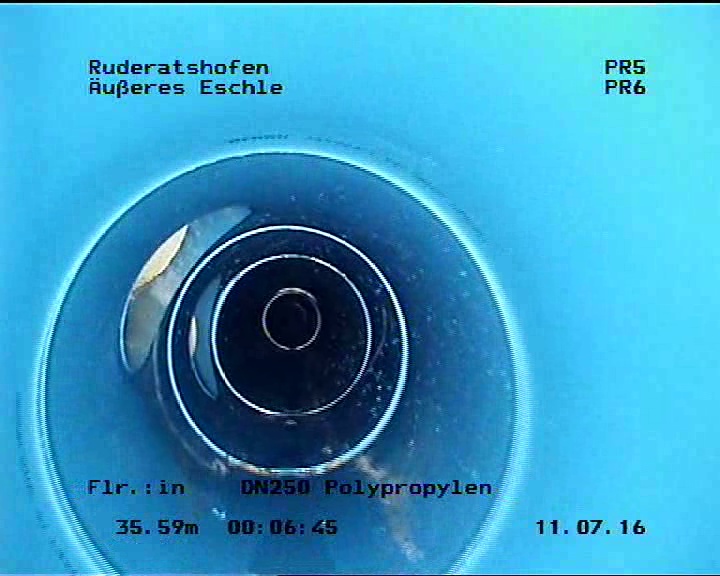 Ruderatshofen PR5
Äußeres Eschle PR6
Flr.:in DN250 Polypropylen
35.59m 00:06:45 11.07.16